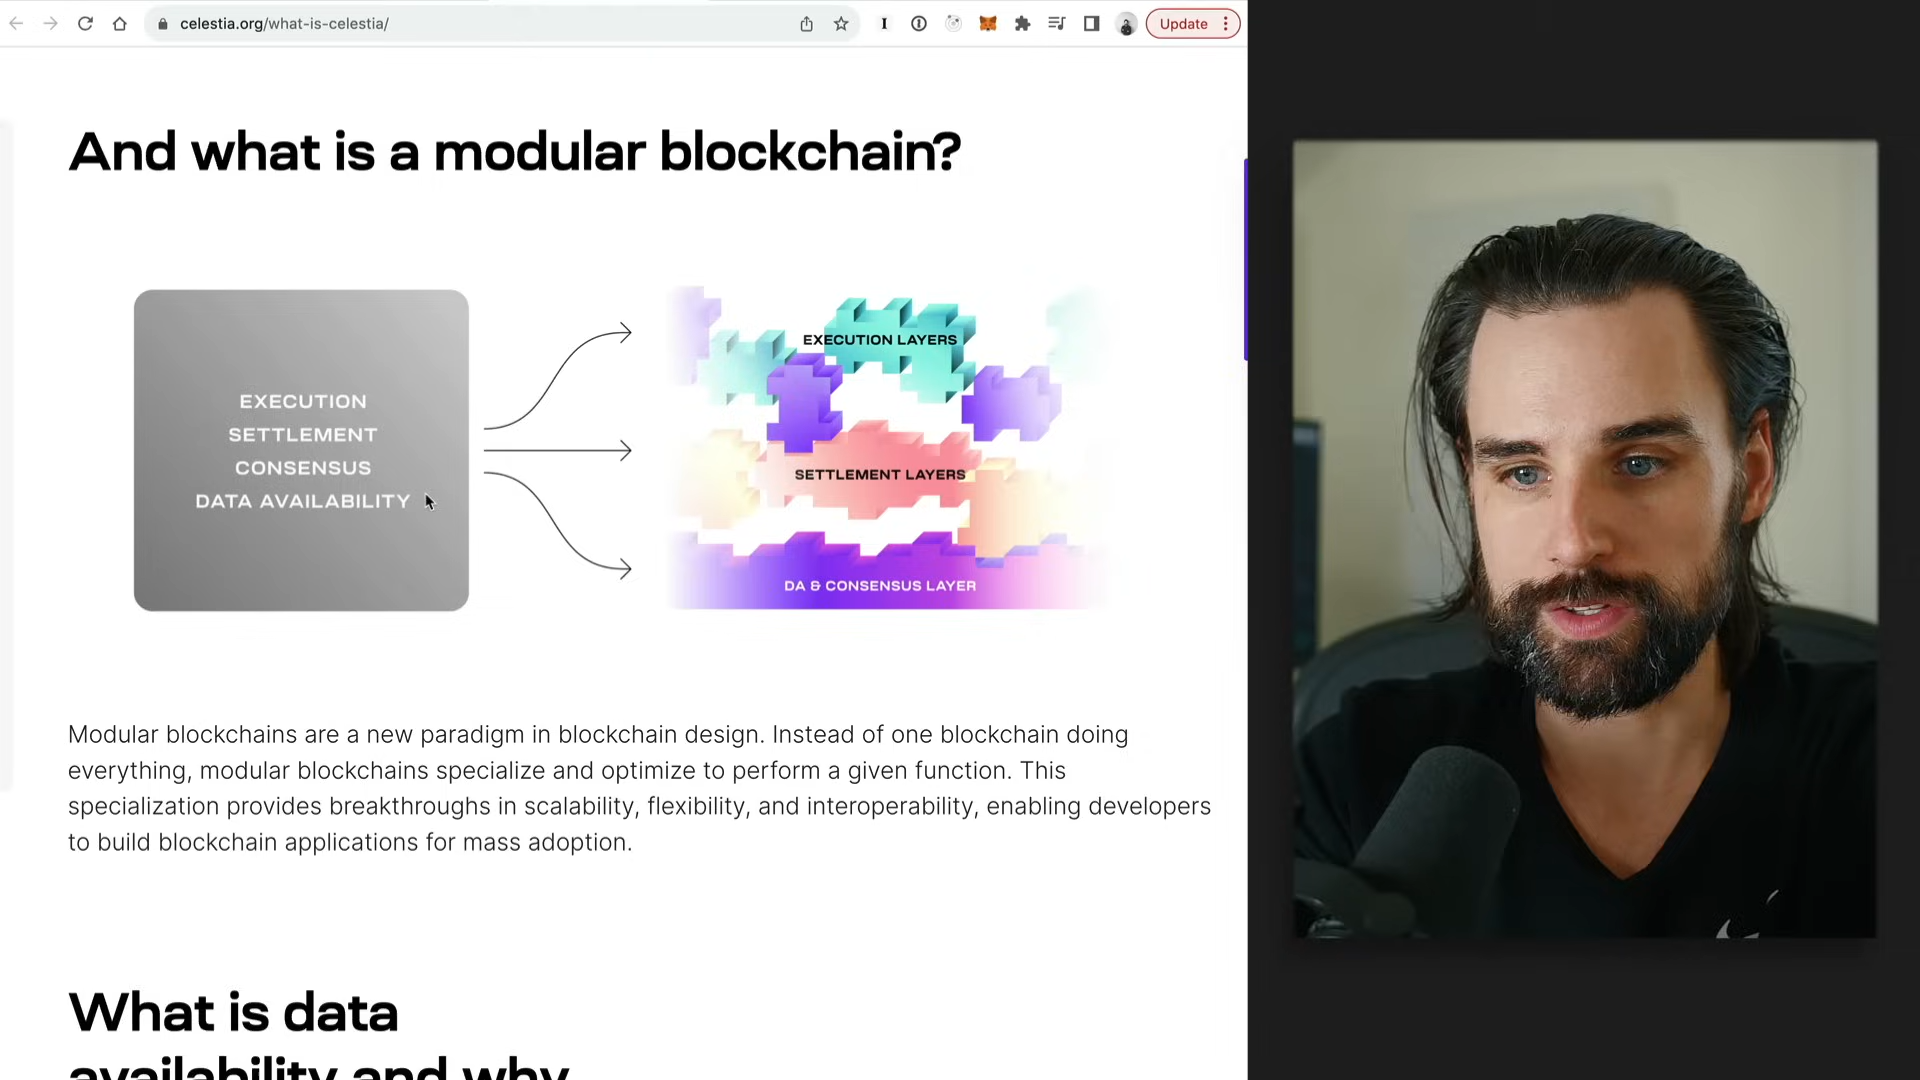 celestia.org/what-is-celestia/
Update
And what is a modular blockchain?
EXECUTION
SETTLEMENT
CONSENSUS
DATA AVAILABILITY
EXECUTION LAYERS
SETTLEMENT LAYERS
DA & CONSENSUS LAYER
Modular blockchains are a new paradigm in blockchain design. Instead of one blockchain doing
everything, modular blockchains specialize and optimize to perform a given function. This
specialization provides breakthroughs in scalability, flexibility, and interoperability, enabling developers
to build blockchain applications for mass adoption.
What is data
availability and why